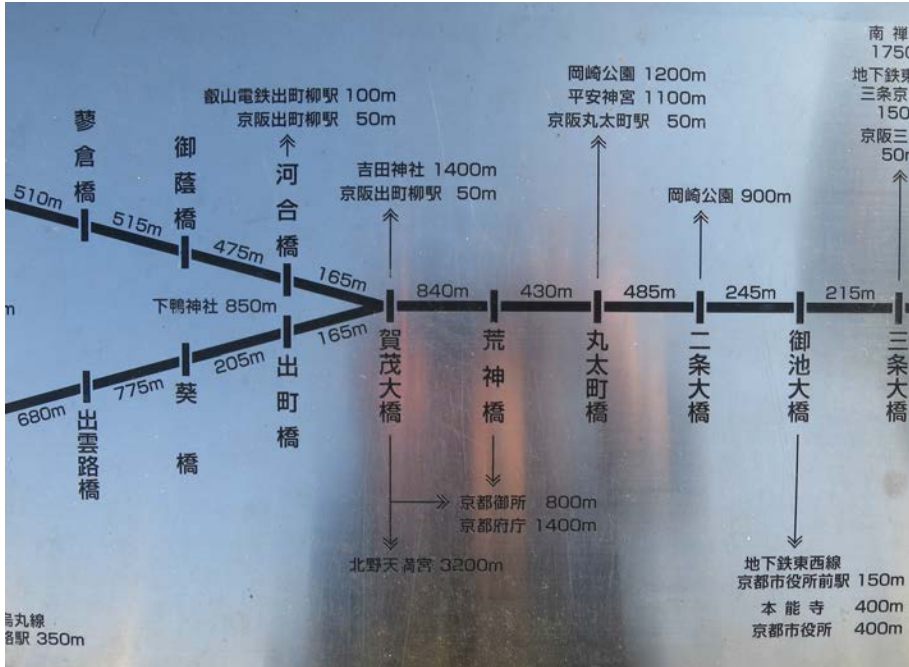 叡山電鉄出町柳駅 100m
京阪出町柳駅 50m
吉田神社 1400m
京阪出町柳駅 50m
岡崎公園 1200m
平安神宮 1100m
京阪丸太町駅 50m
岡崎公園 900m
南禅
1750
地下鉄東
三条京
150
京阪三
50m
蓼倉橋
御蔭橋
河合橋
510m
515m
475m
165m
840m
430m
485m
245m
215m
下鴨神社 850m
680m
775m
205m
165m
出雲路橋
葵橋
出町橋
賀茂大橋
荒神橋
丸太町橋
二条大橋
御池大橋
三条大橋
京都御所 800m
京都府庁 1400m
北野天満宮 3200m
地下鉄東西線
京都市役所前駅 150m
本能寺 400m
京都市役所 400m
烏丸線
路駅 350m